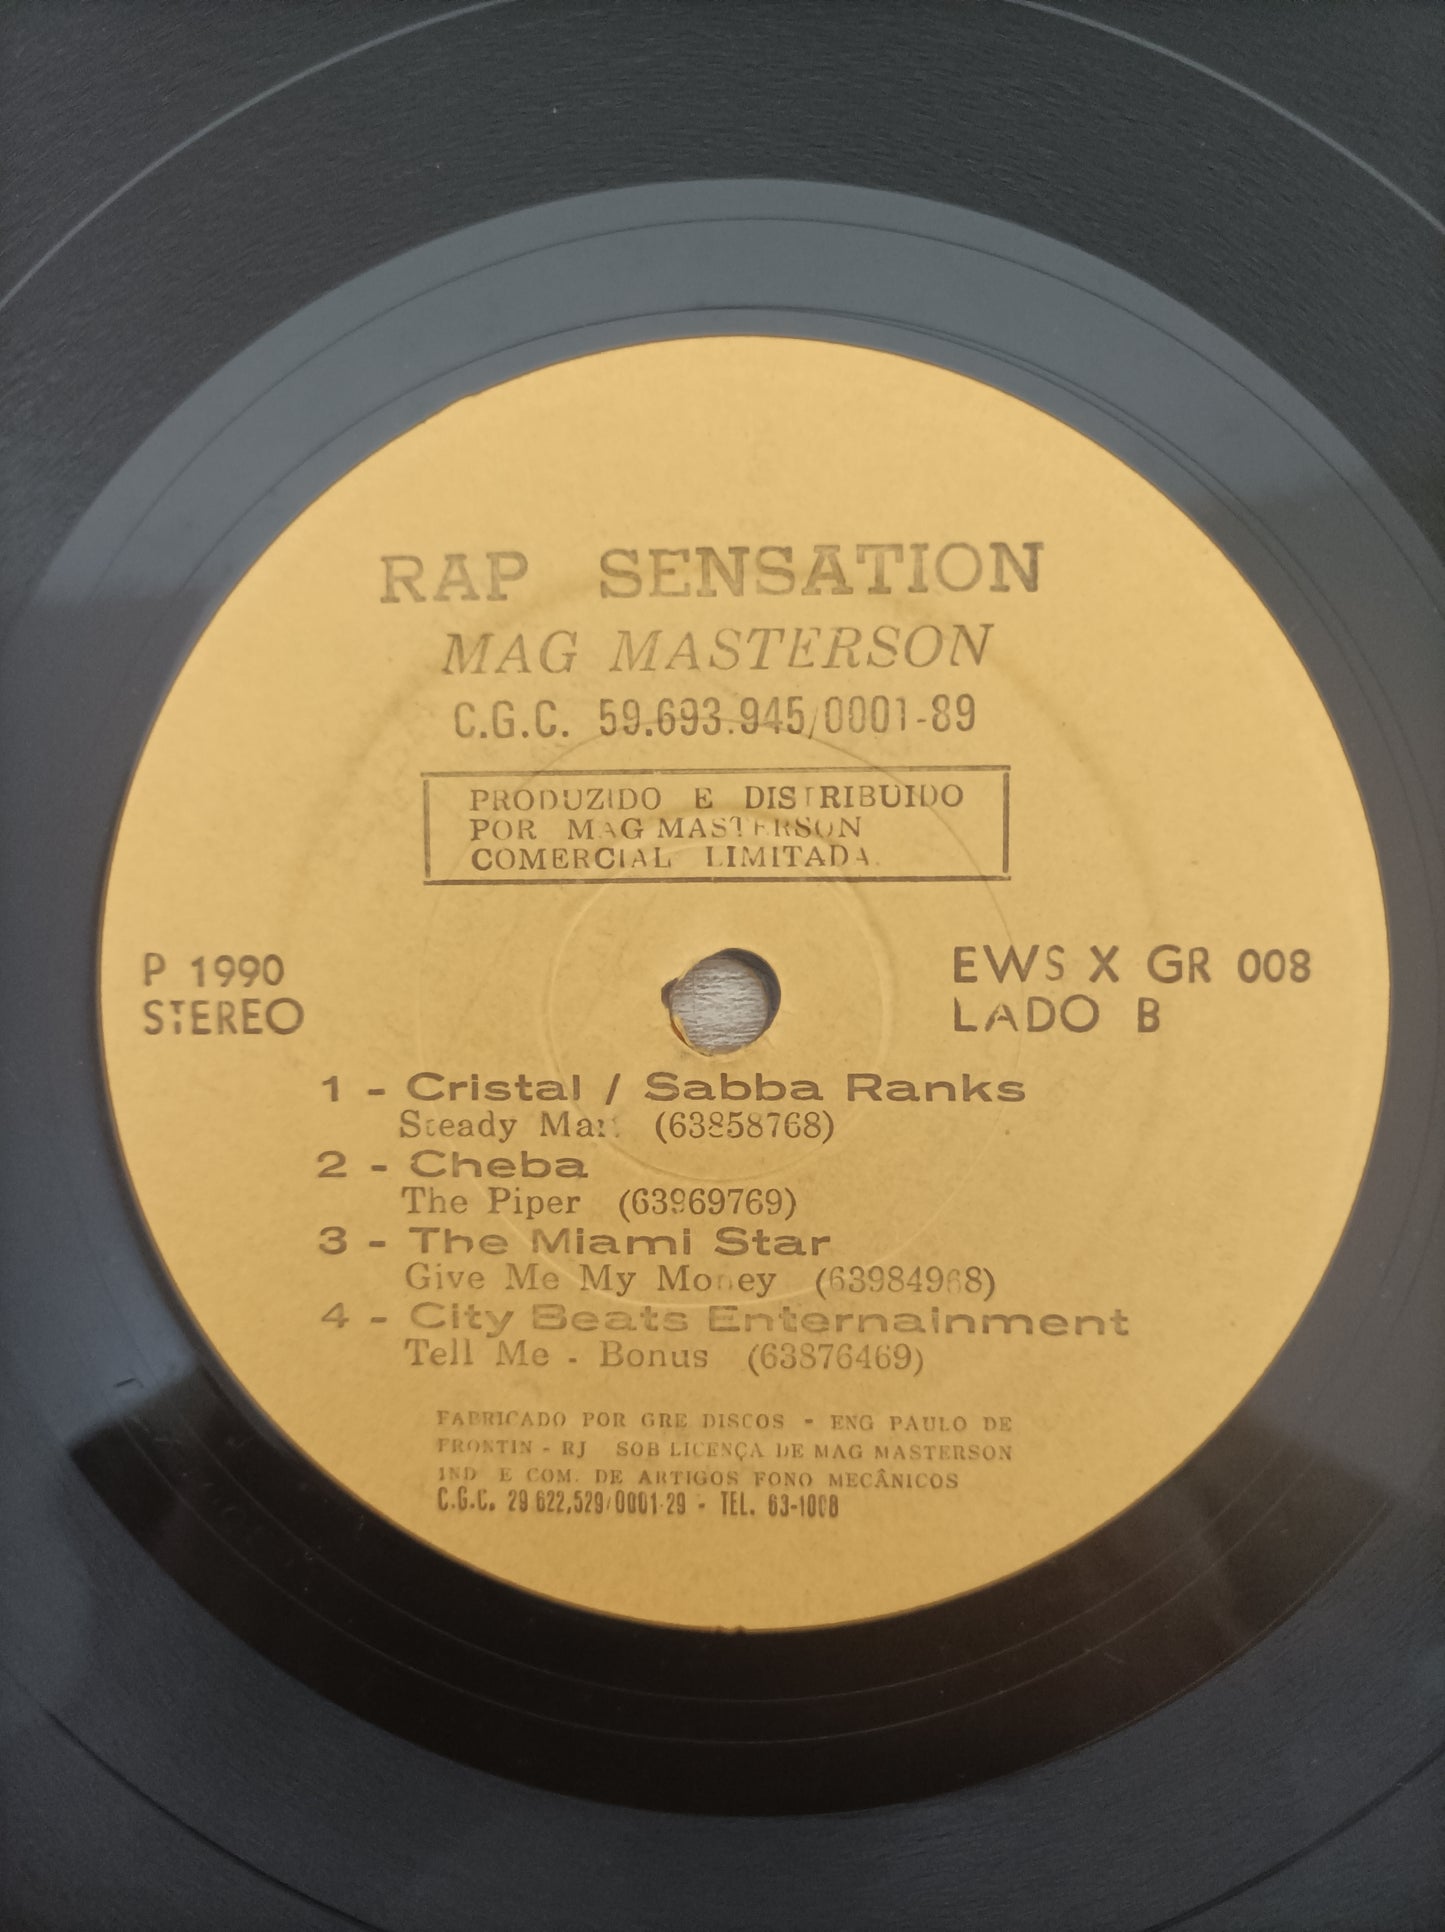 RAP SENSATION
MAG MASTERSON
C.G.C. 59.693.945/0001-89
PRODUZIDO E DISTRIBUIDO
POR MAG MASTERSON
COMERCIAL LIMITADA.
P 1990
STEREO
EWS X GR 008
LADO B
1 - Cristal / Sabba Ranks
Steady Man (63858768)
2 - Cheba
The Piper (63969769)
3 - The Miami Star
Give Me My Money (63984968)
4 - City Beats Enternainment
Tell Me - Bonus (63876469)
FABRICADO POR GRE DISCOS - ENG PAULO DE
FRONTIN - RJ SOB LICENÇA DE MAG MASTERSON
IND E COM. DE ARTIGOS FONO MECÂNICOS
C.G.C. 29 622.529/0001-29 - TEL. 63-1008